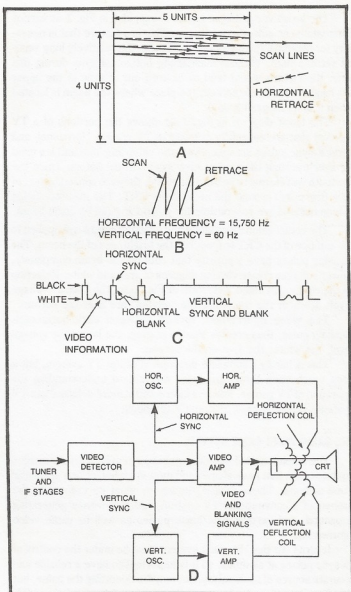 5 UNITS
4 UNITS
SCAN LINES
HORIZONTAL
RETRACE
A
SCAN
RETRACE
HORIZONTAL FREQUENCY = 15,750 Hz
VERTICAL FREQUENCY = 60 Hz
B
HORIZONTAL
SYNC
BLACK
WHITE
HORIZONTAL
BLANK
VERTICAL
SYNC AND BLANK
VIDEO
INFORMATION
C
HOR.
OSC.
HOR.
AMP
HORIZONTAL
DEFLECTION COIL
HORIZONTAL
SYNC
VIDEO
DETECTOR
VIDEO
AMP
CRT
TUNER
AND
IF STAGES
VIDEO
AND
BLANKING
SIGNALS
VERTICAL
SYNC
VERTICAL
DEFLECTION
COIL
VERT.
OSC.
VERT.
AMP
D